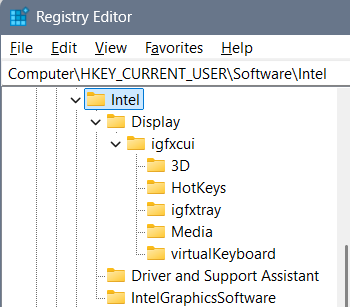 Registry Editor
File Edit View Favorites Help
Computer\HKEY_CURRENT_USER\Software\Intel
Intel
Display
igfxcui
3D
HotKeys
igfxtray
Media
virtualKeyboard
Driver and Support Assistant
IntelGraphicsSoftware